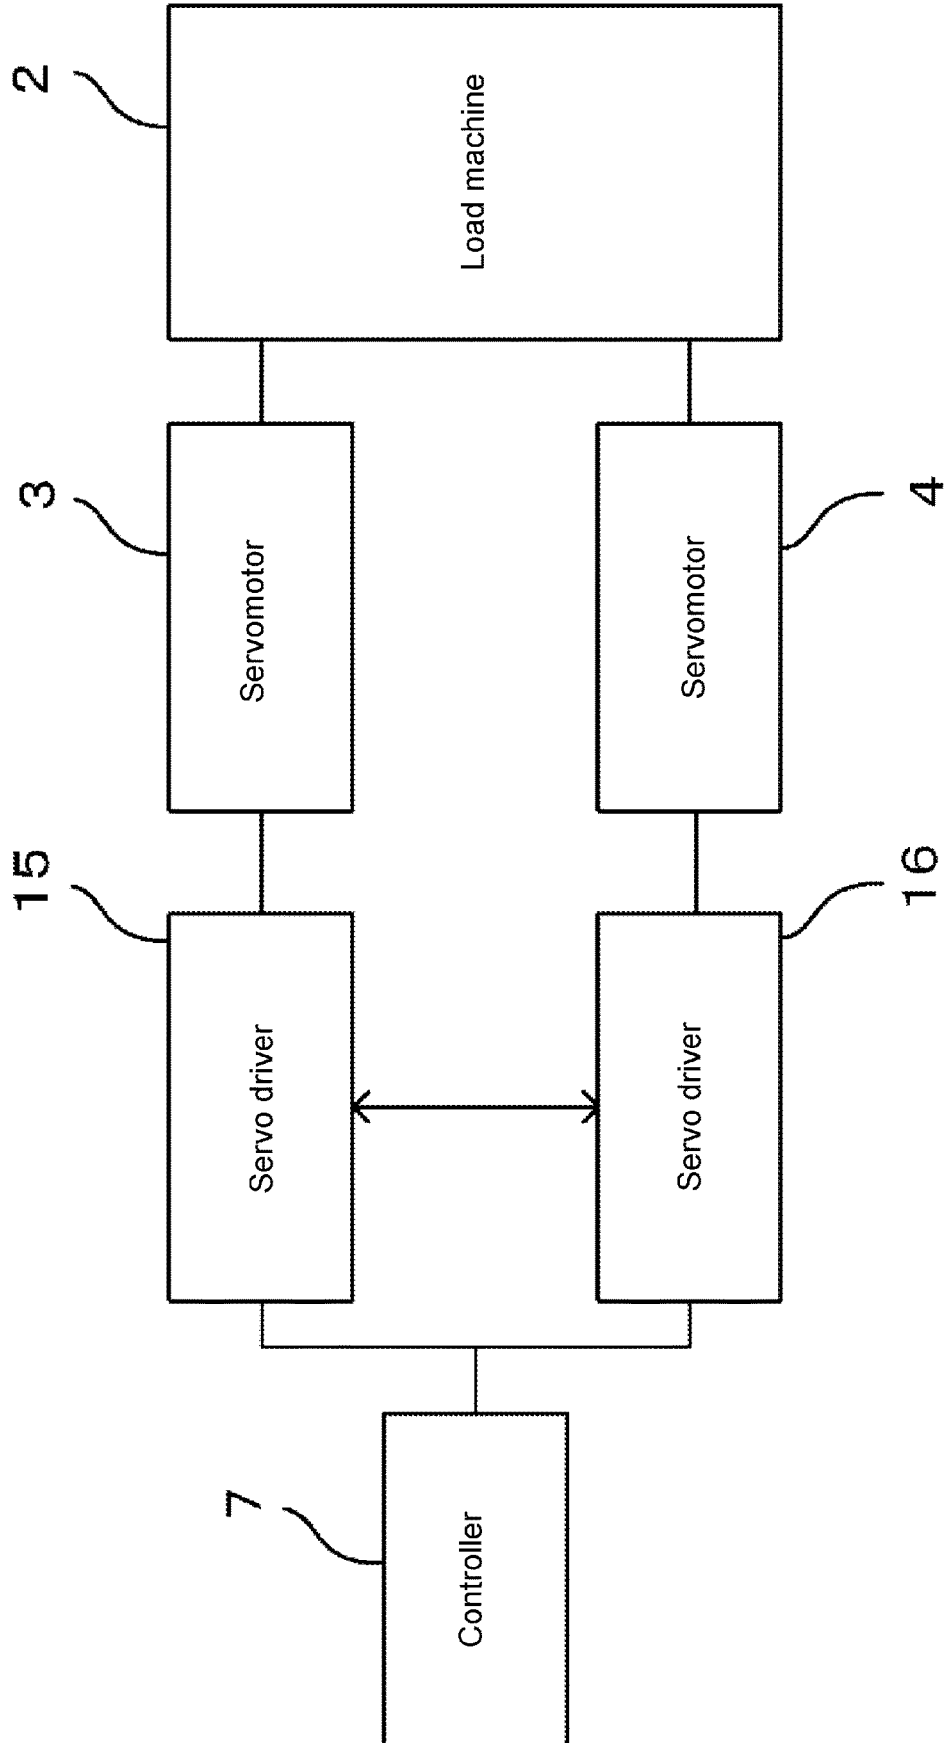 2
Load machine
3
Servomotor
4
Servomotor
15
Servo driver
16
Servo driver
7
Controller